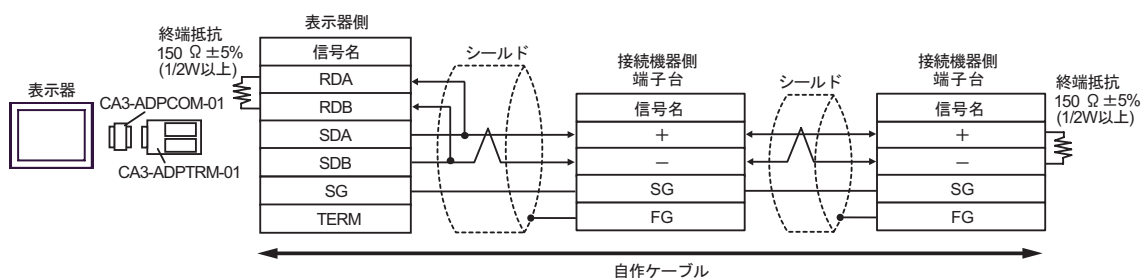 表示器
CA3-ADPCOM-01
CA3-ADPTRM-01
終端抵抗
150 Ω ±5%
(1/2W以上)
表示器側
信号名
RDA
RDB
SDA
SDB
SG
TERM
シールド
接続機器側
端子台
信号名
+
−
SG
FG
シールド
接続機器側
端子台
信号名
+
−
SG
FG
終端抵抗
150 Ω ±5%
(1/2W以上)
自作ケーブル